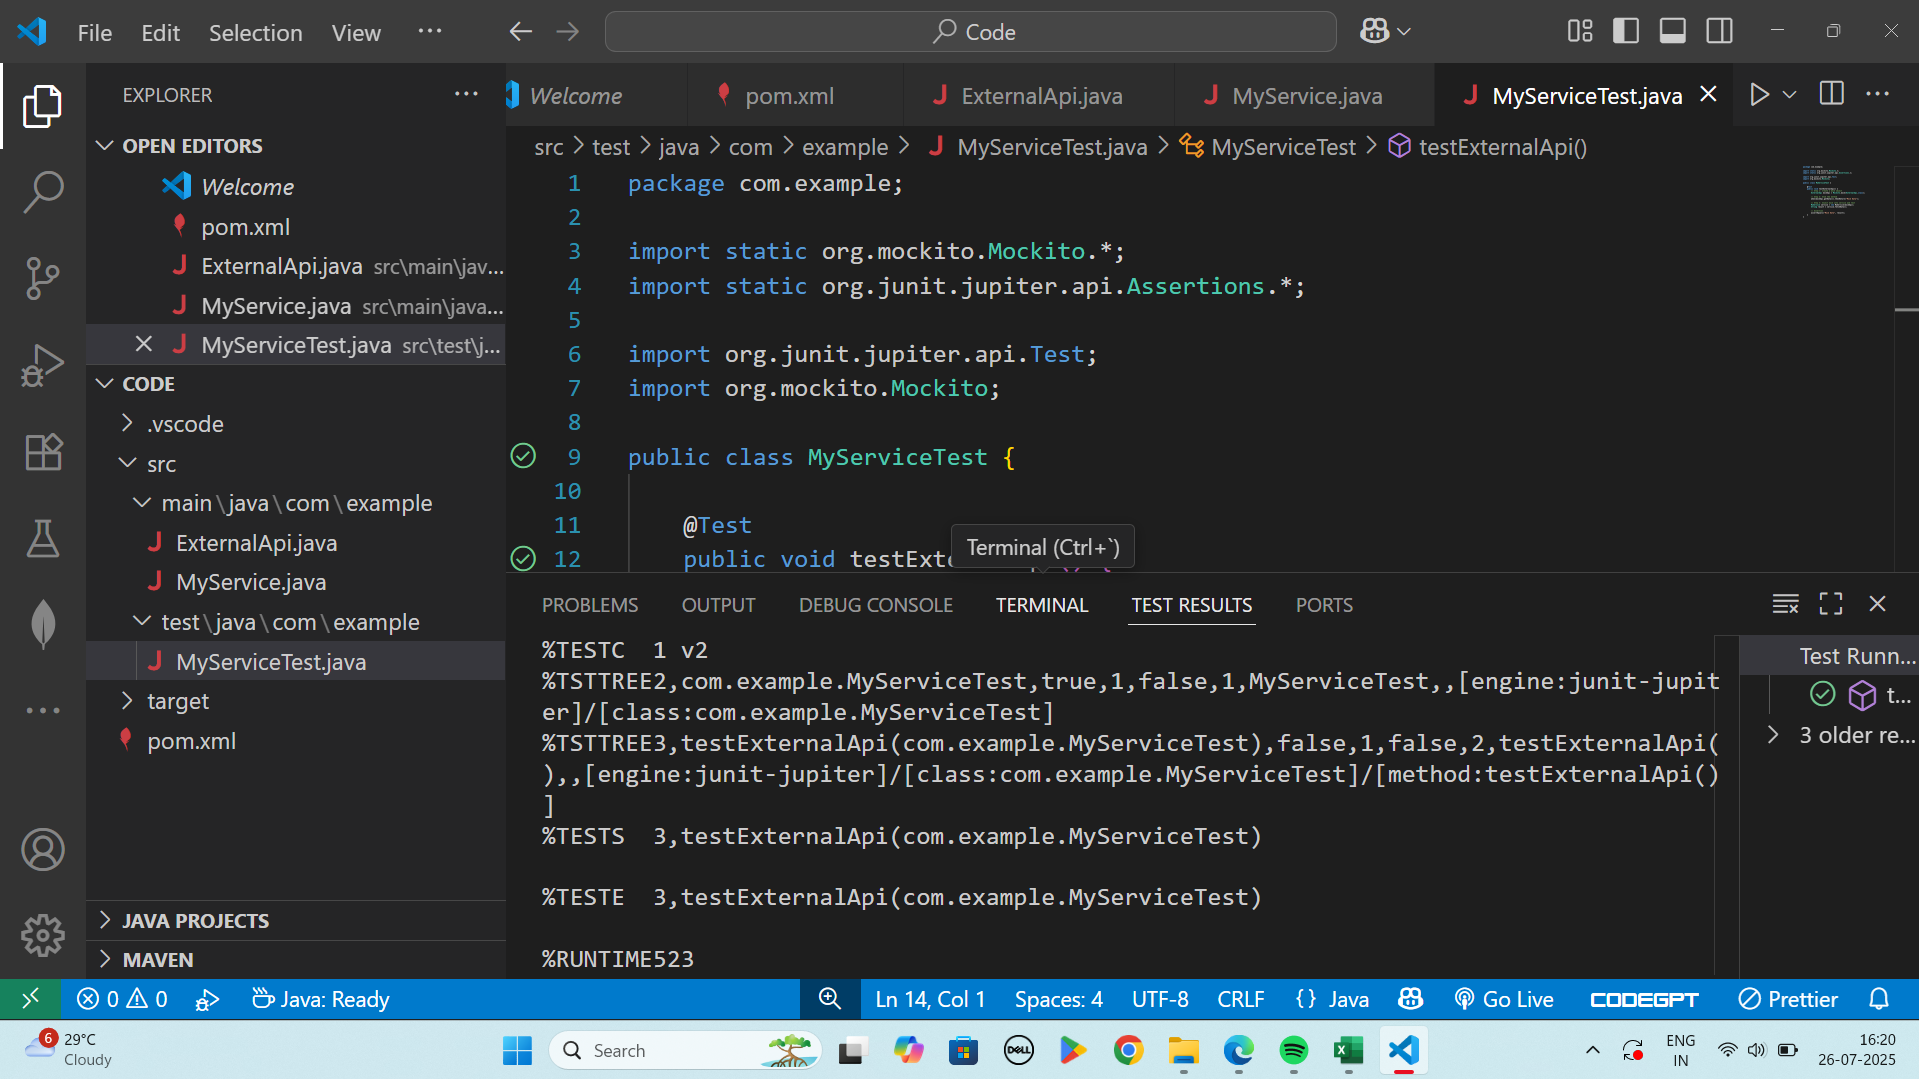 File Edit Selection View ···
Code
EXPLORER ···
Welcome pom.xml ExternalApi.java MyService.java MyServiceTest.java
OPEN EDITORS
Welcome
pom.xml
ExternalApi.java src\main\jav...
MyService.java src\main\java...
MyServiceTest.java src\test\j...
CODE
.vscode
src
main\java\com\example
ExternalApi.java
MyService.java
test\java\com\example
MyServiceTest.java
target
pom.xml
JAVA PROJECTS
MAVEN
src > test > java > com > example > MyServiceTest.java > MyServiceTest > testExternalApi()
1 package com.example;
2
3 import static org.mockito.Mockito.*;
4 import static org.junit.jupiter.api.Assertions.*;
5
6 import org.junit.jupiter.api.Test;
7 import org.mockito.Mockito;
8
9 public class MyServiceTest {
10
11 @Test
12 public void testExte
Terminal (Ctrl+`)
PROBLEMS OUTPUT DEBUG CONSOLE TERMINAL TEST RESULTS PORTS
%TESTC 1 v2
%TSTTREE2,com.example.MyServiceTest,true,1,false,1,MyServiceTest,,[engine:junit-jupit
er]/[class:com.example.MyServiceTest]
%TSTTREE3,testExternalApi(com.example.MyServiceTest),false,1,false,2,testExternalApi(
),,[engine:junit-jupiter]/[class:com.example.MyServiceTest]/[method:testExternalApi()
]
%TESTS 3,testExternalApi(com.example.MyServiceTest)
%TESTE 3,testExternalApi(com.example.MyServiceTest)
%RUNTIME523
Test Runn...
t...
3 older re...
0 0 Java: Ready Ln 14, Col 1 Spaces: 4 UTF-8 CRLF {} Java Go Live CODEGPT Prettier
6 29°C
Cloudy
Search
DELL
ENG
IN
16:20
26-07-2025